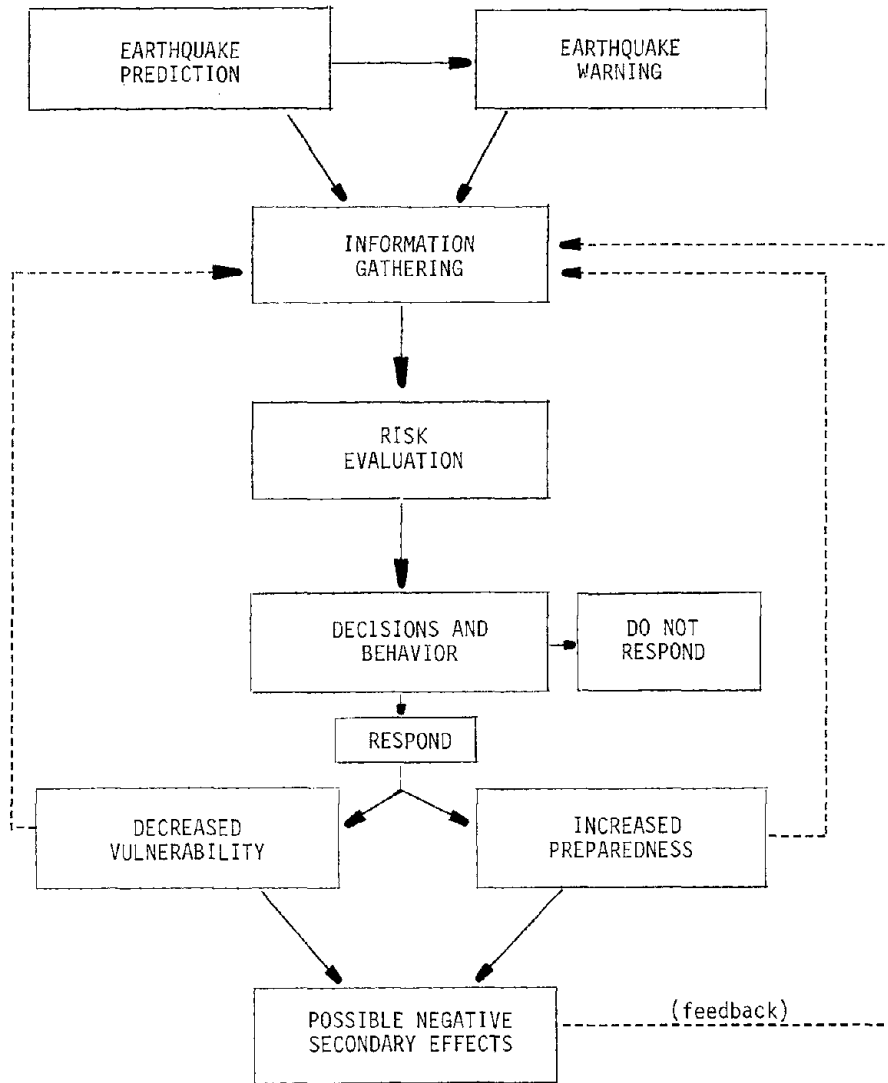 EARTHQUAKE
PREDICTION
EARTHQUAKE
WARNING
INFORMATION
GATHERING
RISK
EVALUATION
DECISIONS AND
BEHAVIOR
DO NOT
RESPOND
RESPOND
DECREASED
VULNERABILITY
INCREASED
PREPAREDNESS
POSSIBLE NEGATIVE
SECONDARY EFFECTS
(feedback)